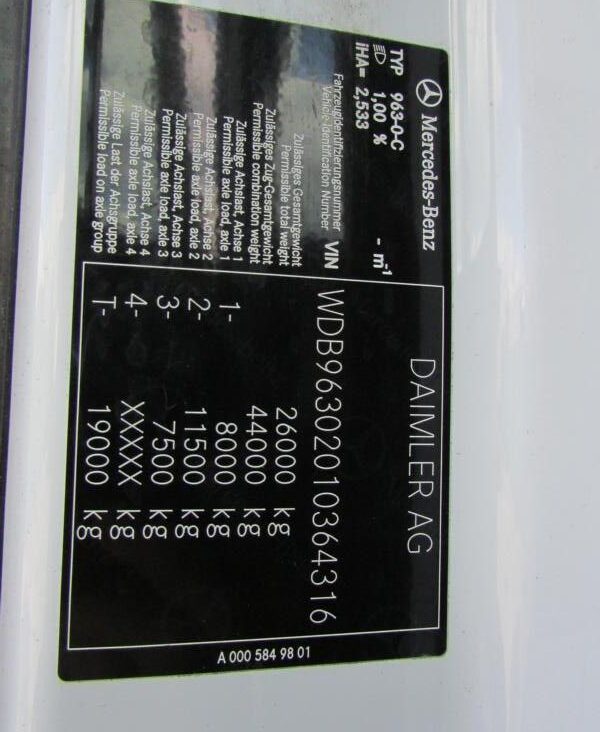 Mercedes-Benz
TYP 963-0-C
1,00 % - m⁻¹
iHA= 2,533
DAIMLER AG
Fahrzeugidentifizierungsnummer
Vehicle Identification Number VIN WDB96302010364316
Zulässiges Gesamtgewicht
Permissible total weight 26000 kg
Zulässiges Zug-Gesamtgewicht
Permissible combination weight 44000 kg
Zulässige Achslast, Achse 1
Permissible axle load, axle 1 1- 8000 kg
Zulässige Achslast, Achse 2
Permissible axle load, axle 2 2- 11500 kg
Zulässige Achslast, Achse 3
Permissible axle load, axle 3 3- 7500 kg
Zulässige Achslast, Achse 4
Permissible axle load, axle 4 4- XXXXX kg
Zulässige Last der Achsgruppe
Permissible load on axle group T- 19000 kg
A 000 584 98 01